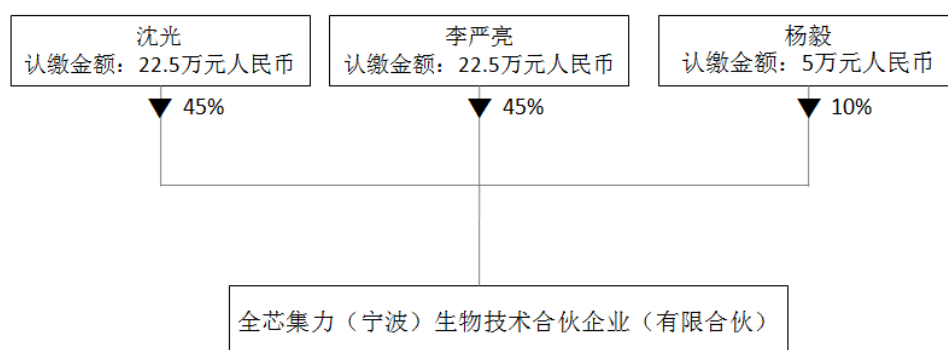 沈光
认缴金额：22.5万元人民币
李严亮
认缴金额：22.5万元人民币
杨毅
认缴金额：5万元人民币
45%
45%
10%
全芯集力（宁波）生物技术合伙企业（有限合伙）